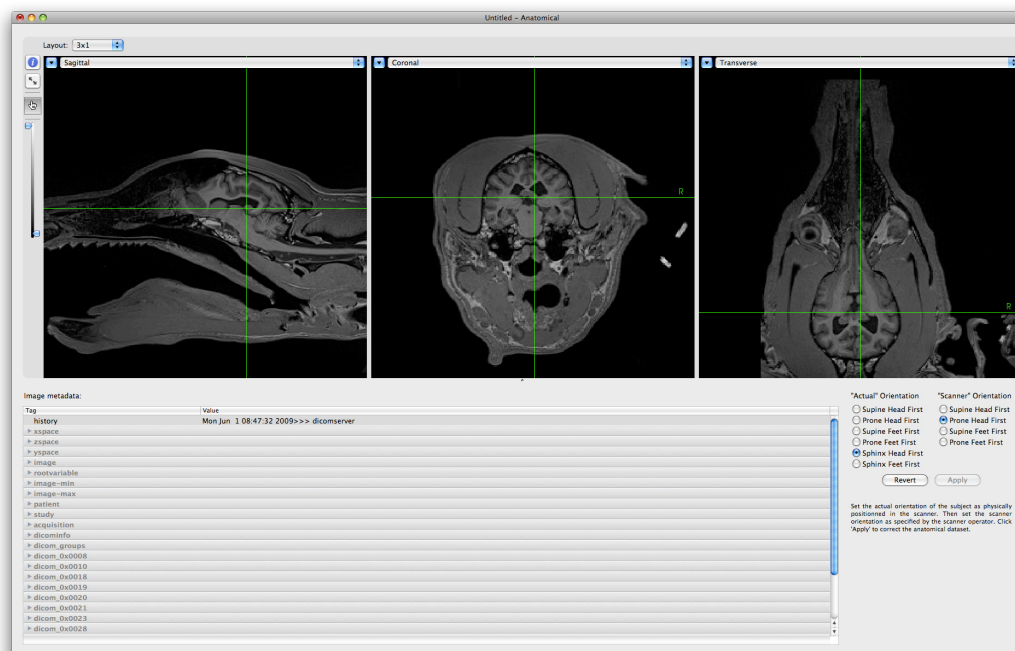 Untitled - Anatomical
Layout: 3x1
Sagittal
Coronal
Transverse
R
R
Image metadata:
Tag Value
history Mon Jun 1 08:47:32 2009>>> dicomserver
xspace
zspace
yspace
image
rootvariable
image-min
image-max
patient
study
acquisition
dicominfo
dicom_groups
dicom_0x0008
dicom_0x0010
dicom_0x0018
dicom_0x0019
dicom_0x0020
dicom_0x0021
dicom_0x0023
dicom_0x0028
"Actual" Orientation "Scanner" Orientation
Supine Head First Supine Head First
Prone Head First Prone Head First
Supine Feet First Supine Feet First
Prone Feet First Prone Feet First
Sphinx Head First
Sphinx Feet First
Revert Apply
Set the actual orientation of the subject as physically
positionned in the scanner. Then set the scanner
orientation as specified by the scanner operator. Click
'Apply' to correct the anatomical dataset.